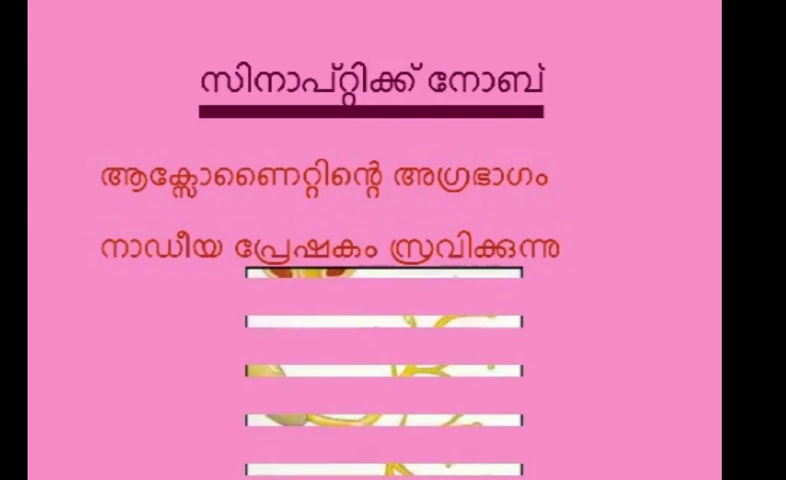 സിനാപ്റ്റിക്ക് നോബ്
ആക്സോണൈറ്റിന്റെ അഗ്രഭാഗം
നാഡീയ പ്രേഷകം സ്രവിക്കുന്നു